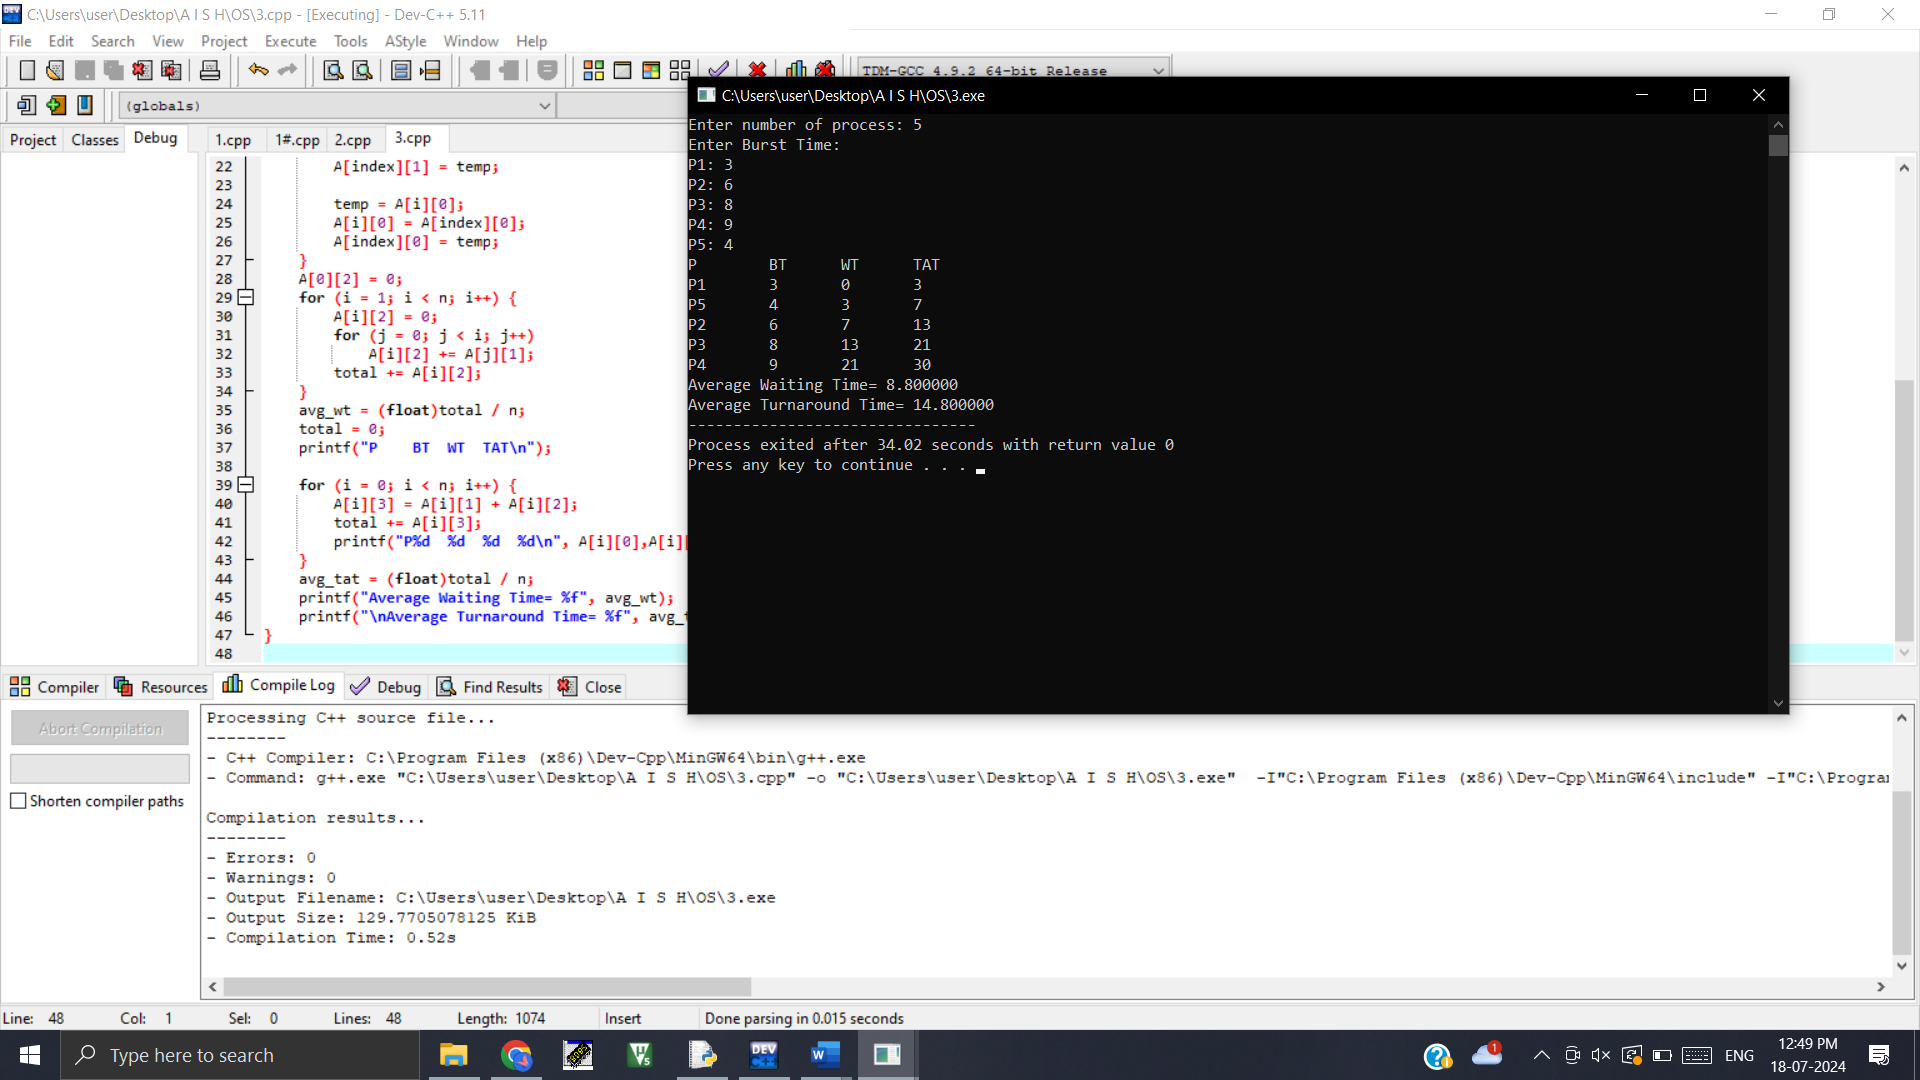 C:\Users\user\Desktop\A I S H\OS\3.cpp - [Executing] - Dev-C++ 5.11
File Edit Search View Project Execute Tools AStyle Window Help
TDM-GCC 4.9.2 64-bit Release
(globals)
Project Classes Debug
1.cpp 1#.cpp 2.cpp 3.cpp
22 A[index][1] = temp;
23
24 temp = A[i][0];
25 A[i][0] = A[index][0];
26 A[index][0] = temp;
27 }
28 A[0][2] = 0;
29 for (i = 1; i < n; i++) {
30 A[i][2] = 0;
31 for (j = 0; j < i; j++)
32 A[i][2] += A[j][1];
33 total += A[i][2];
34 }
35 avg_wt = (float)total / n;
36 total = 0;
37 printf("P BT WT TAT\n");
38
39 for (i = 0; i < n; i++) {
40 A[i][3] = A[i][1] + A[i][2];
41 total += A[i][3];
42 printf("P%d %d %d %d\n", A[i][0],A[i]
43 }
44 avg_tat = (float)total / n;
45 printf("Average Waiting Time= %f", avg_wt);
46 printf("\nAverage Turnaround Time= %f", avg_
47 }
48
C:\Users\user\Desktop\A I S H\OS\3.exe
Enter number of process: 5
Enter Burst Time:
P1: 3
P2: 6
P3: 8
P4: 9
P5: 4
P BT WT TAT
P1 3 0 3
P5 4 3 7
P2 6 7 13
P3 8 13 21
P4 9 21 30
Average Waiting Time= 8.800000
Average Turnaround Time= 14.800000
--------------------------------
Process exited after 34.02 seconds with return value 0
Press any key to continue . . .
Compiler Resources Compile Log Debug Find Results Close
Abort Compilation
Shorten compiler paths
Processing C++ source file...
--------
- C++ Compiler: C:\Program Files (x86)\Dev-Cpp\MinGW64\bin\g++.exe
- Command: g++.exe "C:\Users\user\Desktop\A I S H\OS\3.cpp" -o "C:\Users\user\Desktop\A I S H\OS\3.exe" -I"C:\Program Files (x86)\Dev-Cpp\MinGW64\include" -I"C:\Progra
Compilation results...
--------
- Errors: 0
- Warnings: 0
- Output Filename: C:\Users\user\Desktop\A I S H\OS\3.exe
- Output Size: 129.7705078125 KiB
- Compilation Time: 0.52s
Line: 48 Col: 1 Sel: 0 Lines: 48 Length: 1074 Insert Done parsing in 0.015 seconds
Type here to search
DEV C++
1
ENG
12:49 PM
18-07-2024